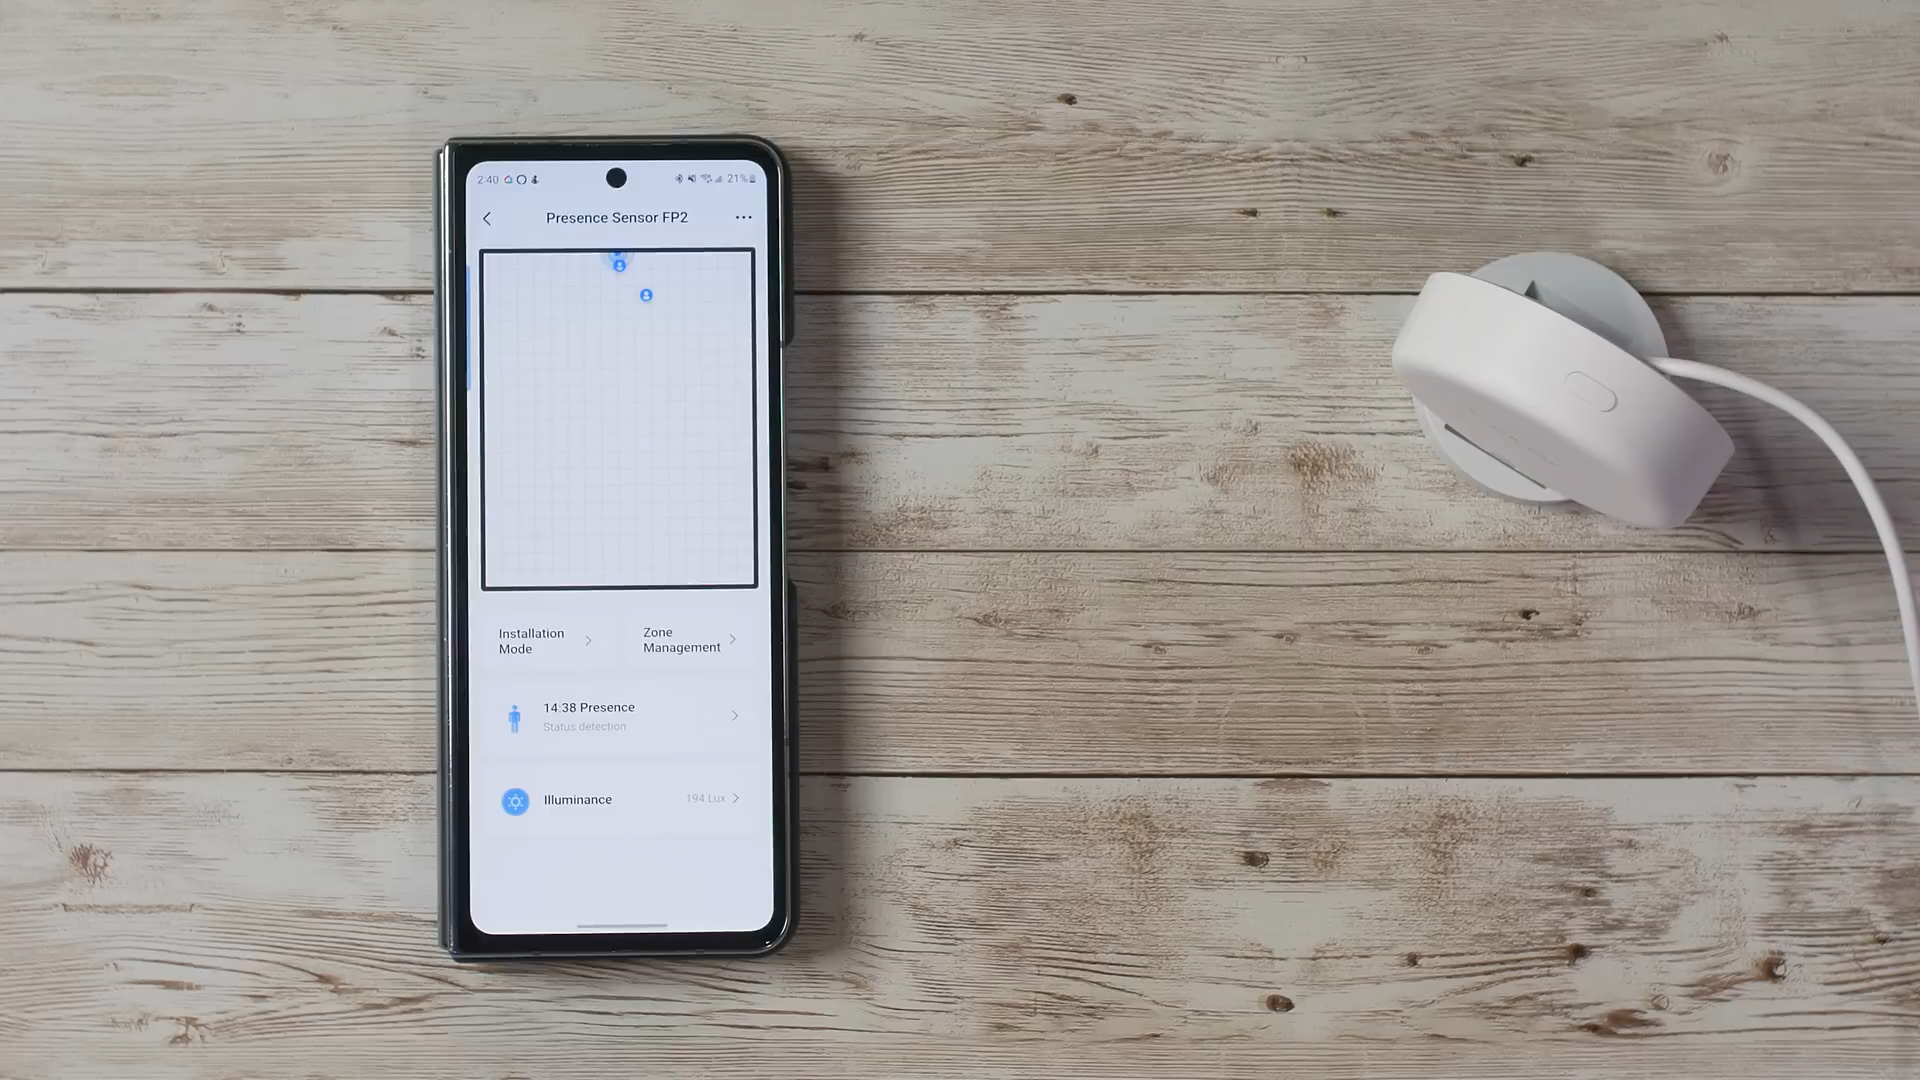 2:40
21%
Presence Sensor FP2
Installation
Mode
Zone
Management
14:38 Presence
Status detection
Illuminance
194 Lux